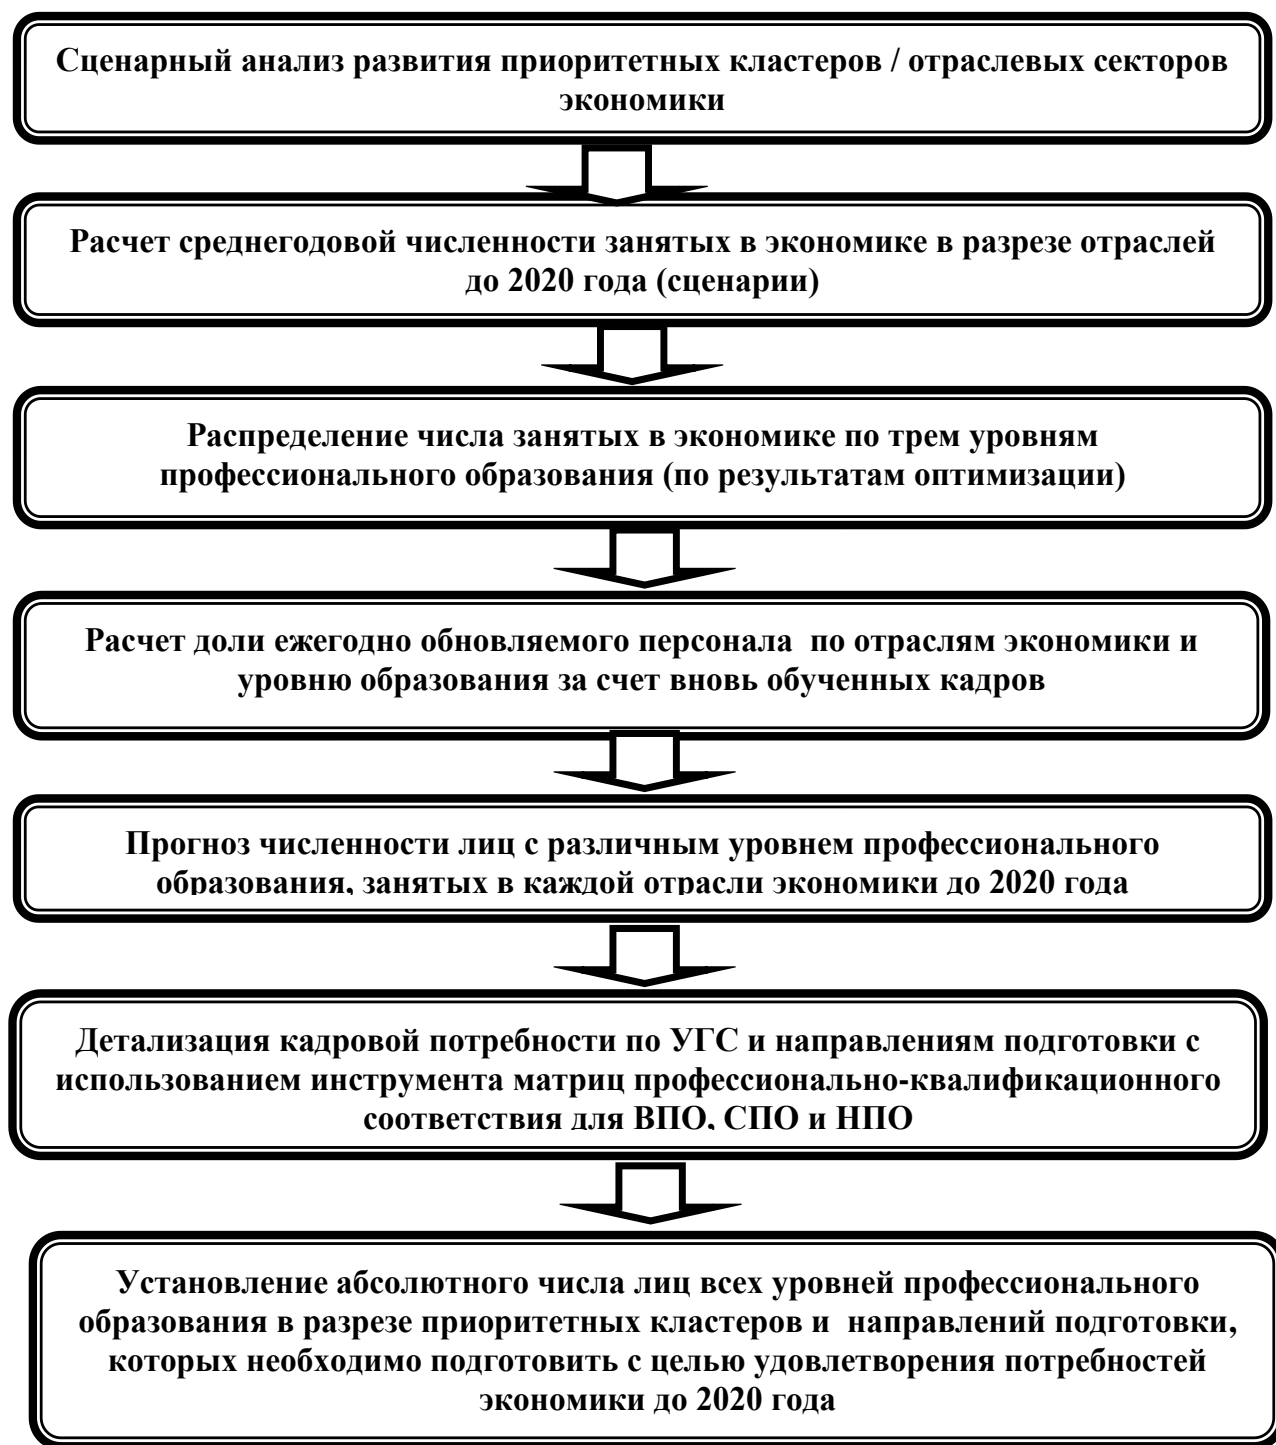 Сценарный анализ развития приоритетных кластеров / отраслевых секторов
экономики
Расчет среднегодовой численности занятых в экономике в разрезе отраслей
до 2020 года (сценарии)
Распределение числа занятых в экономике по трем уровням
профессионального образования (по результатам оптимизации)
Расчет доли ежегодно обновляемого персонала по отраслям экономики и
уровню образования за счет вновь обученных кадров
Прогноз численности лиц с различным уровнем профессионального
образования, занятых в каждой отрасли экономики до 2020 года
Детализация кадровой потребности по УГС и направлениям подготовки с
использованием инструмента матриц профессионально-квалификационного
соответствия для ВПО, СПО и НПО
Установление абсолютного числа лиц всех уровней профессионального
образования в разрезе приоритетных кластеров и направлений подготовки,
которых необходимо подготовить с целью удовлетворения потребностей
экономики до 2020 года